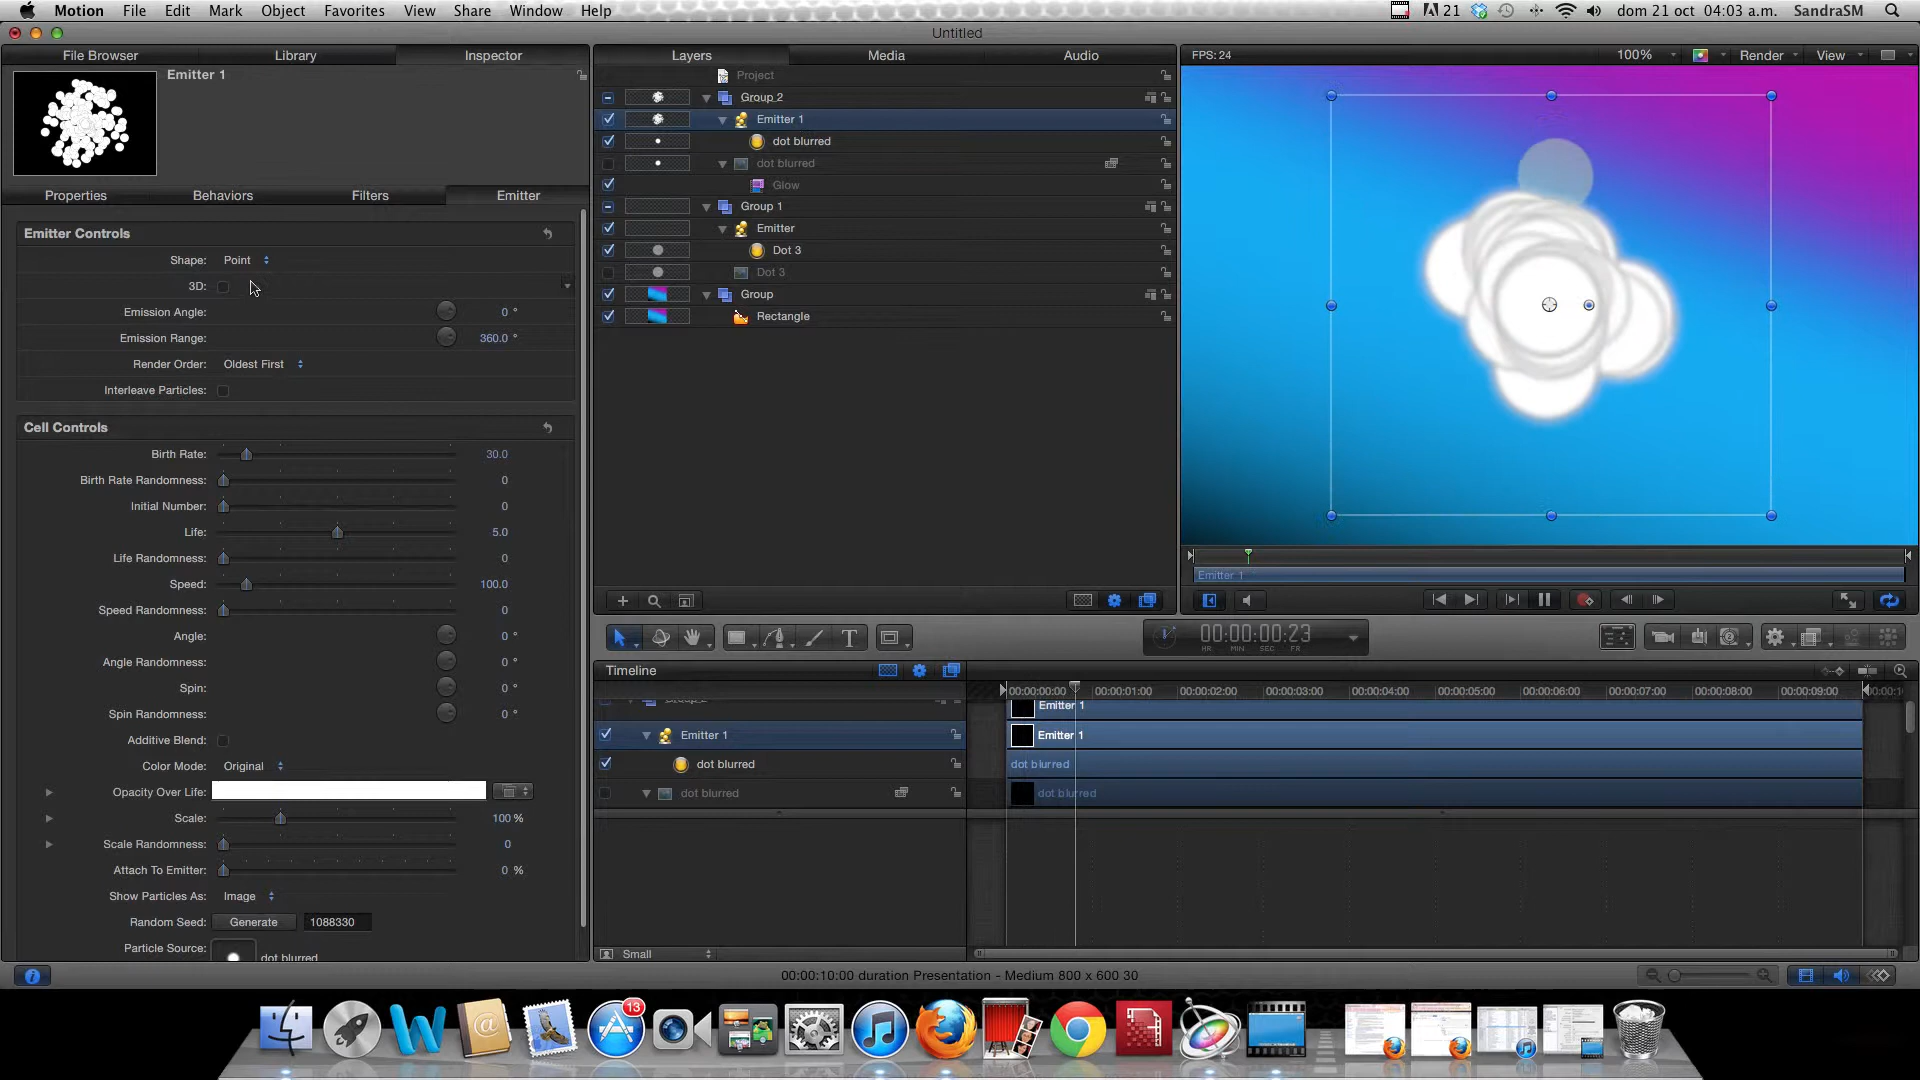 Motion File Edit Mark Object Favorites View Share Window Help 21 dom 21 oct 04:03 a.m. SandraSM
Untitled
File Browser Library Inspector Layers Media Audio FPS: 24 100% Render View
Emitter 1
Project
Group 2
Emitter 1
dot blurred
dot blurred
Glow
Group 1
Emitter
Dot 3
Dot 3
Group
Rectangle
Properties Behaviors Filters Emitter
Emitter Controls
Shape: Point
3D:
Emission Angle: 0 °
Emission Range: 360.0 °
Render Order: Oldest First
Interleave Particles:
Cell Controls
Birth Rate: 30.0
Birth Rate Randomness: 0
Initial Number: 0
Life: 5.0
Life Randomness: 0
Speed: 100.0
Speed Randomness: 0
Angle: 0 °
Angle Randomness: 0 °
Spin: 0 °
Spin Randomness: 0 °
Additive Blend:
Color Mode: Original
Opacity Over Life:
Scale: 100 %
Scale Randomness: 0
Attach To Emitter: 0 %
Show Particles As: Image
Random Seed: Generate 1088330
Particle Source: dot blurred
Emitter 1
T
00:00:00:23
HR MIN SEC FR
Timeline
00:00:00:00 00:00:01:00 00:00:02:00 00:00:03:00 00:00:04:00 00:00:05:00 00:00:06:00 00:00:07:00 00:00:08:00 00:00:09:00
Group 2 Emitter 1
Emitter 1 Emitter 1
dot blurred dot blurred
dot blurred dot blurred
Small
00:00:10:00 duration Presentation - Medium 800 x 600 30
13